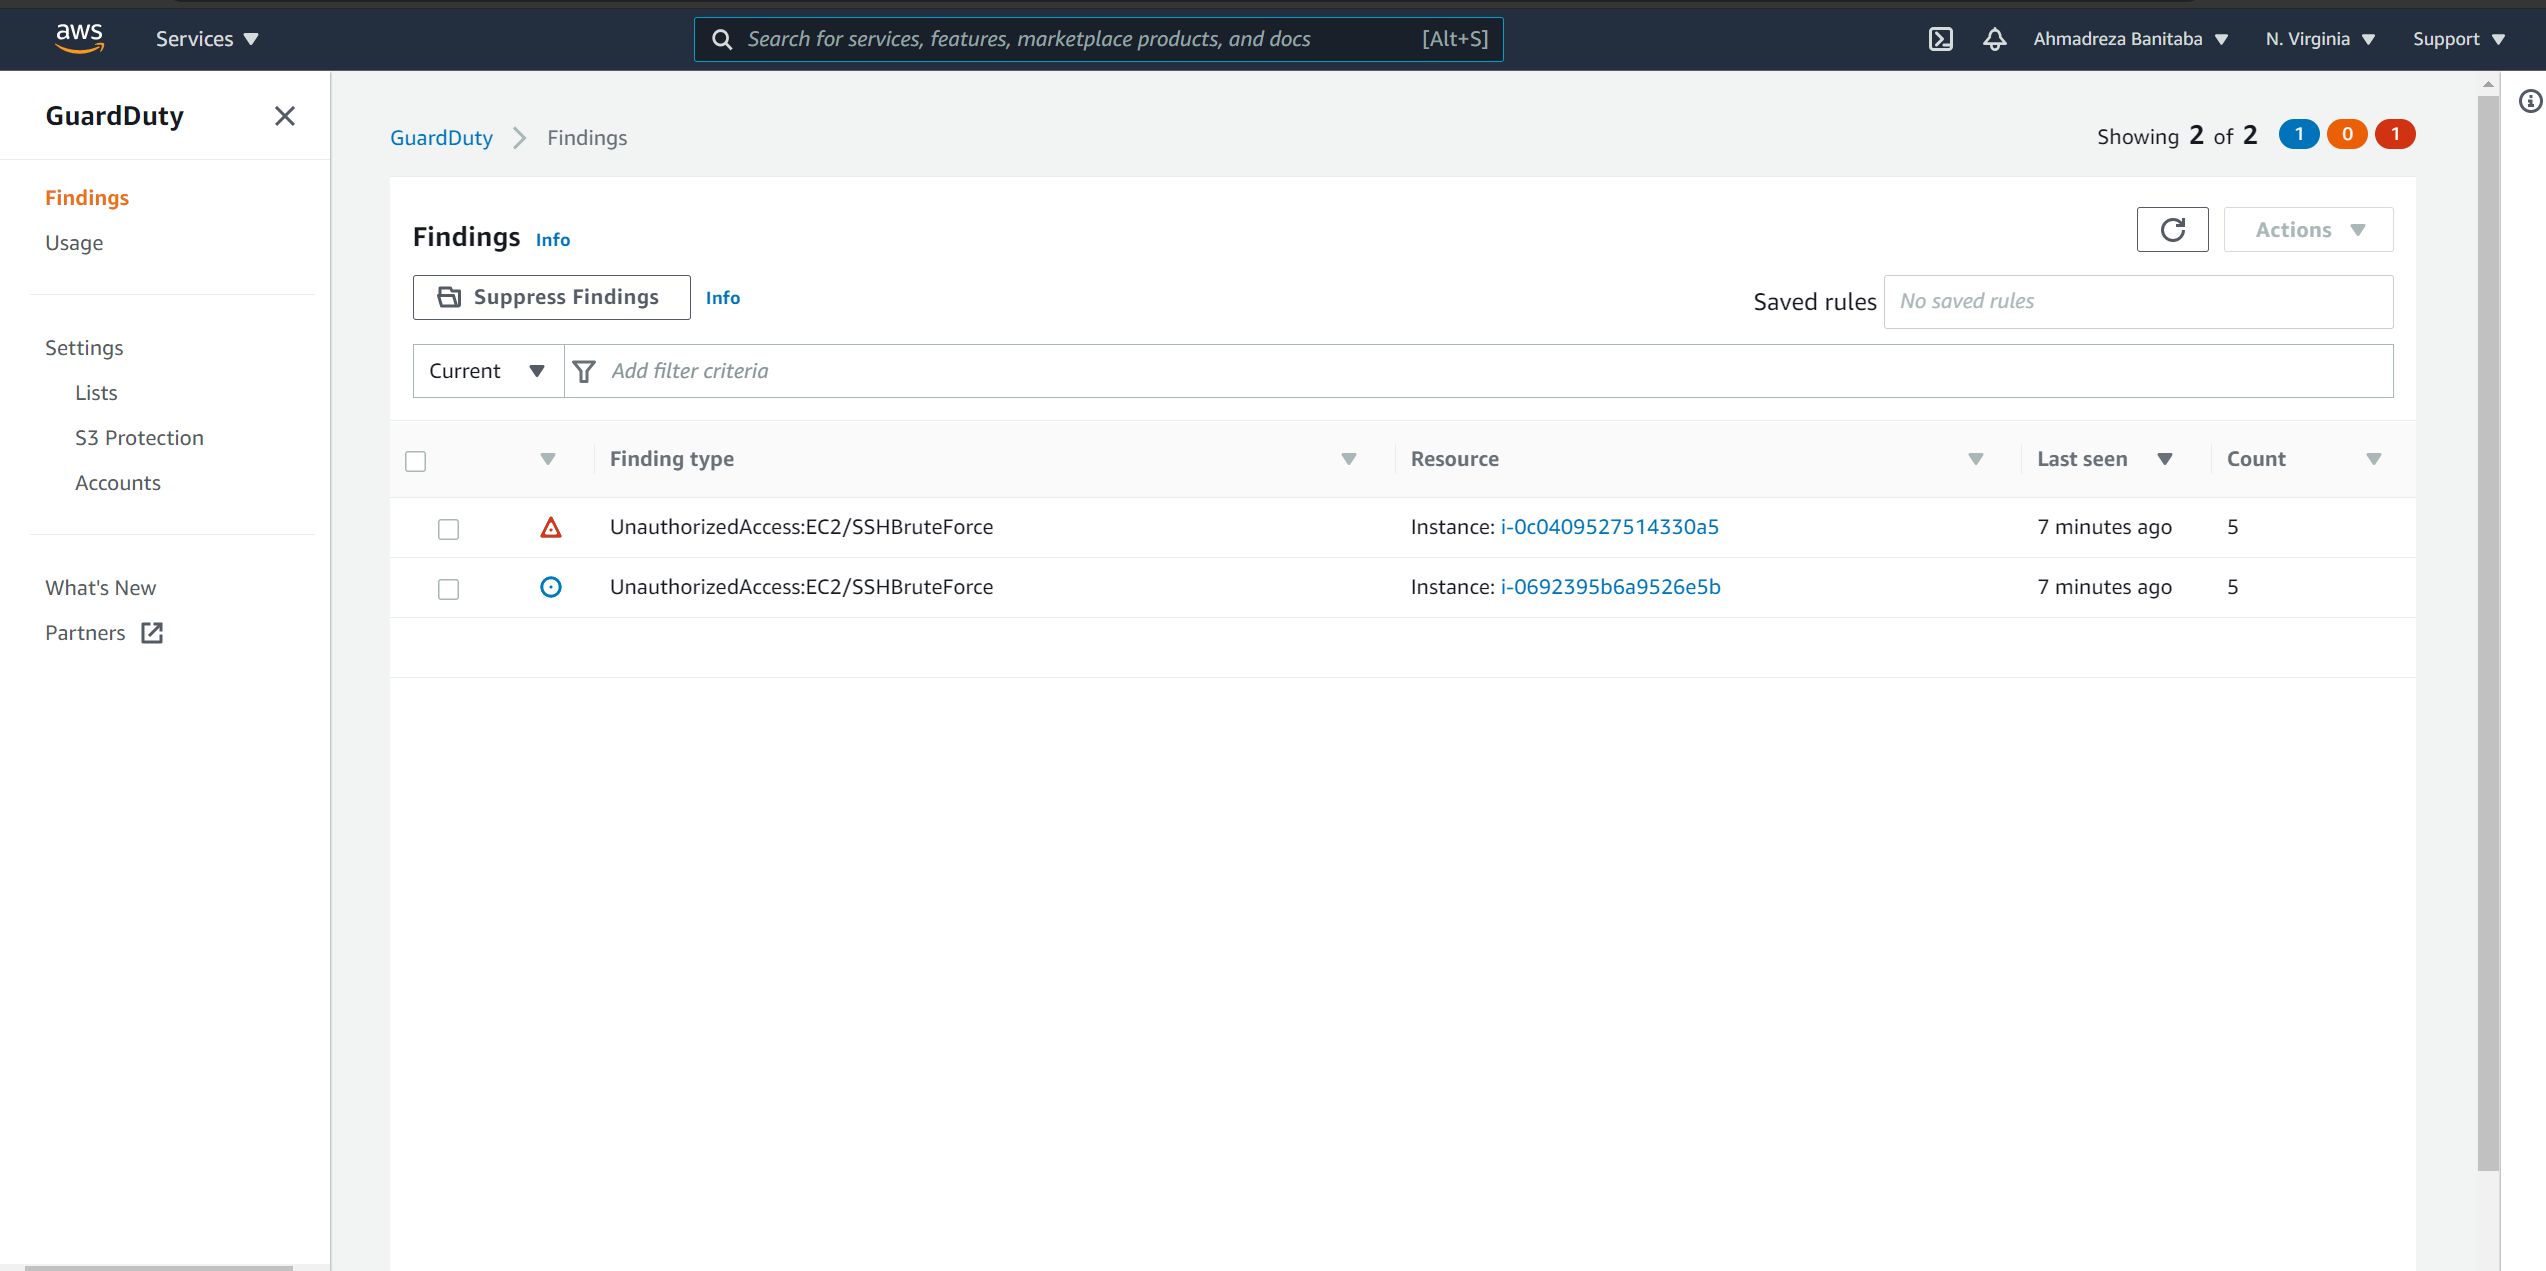 aws
Services
Search for services, features, marketplace products, and docs [Alt+S]
Ahmadreza Banitaba
N. Virginia
Support
GuardDuty
Findings
Usage
Settings
Lists
S3 Protection
Accounts
What's New
Partners
GuardDuty Findings
Showing 2 of 2 1 0 1
Findings Info
Actions
Suppress Findings Info
Saved rules No saved rules
Current Add filter criteria
Finding type Resource Last seen Count
UnauthorizedAccess:EC2/SSHBruteForce Instance: i-0c0409527514330a5 7 minutes ago 5
UnauthorizedAccess:EC2/SSHBruteForce Instance: i-0692395b6a9526e5b 7 minutes ago 5